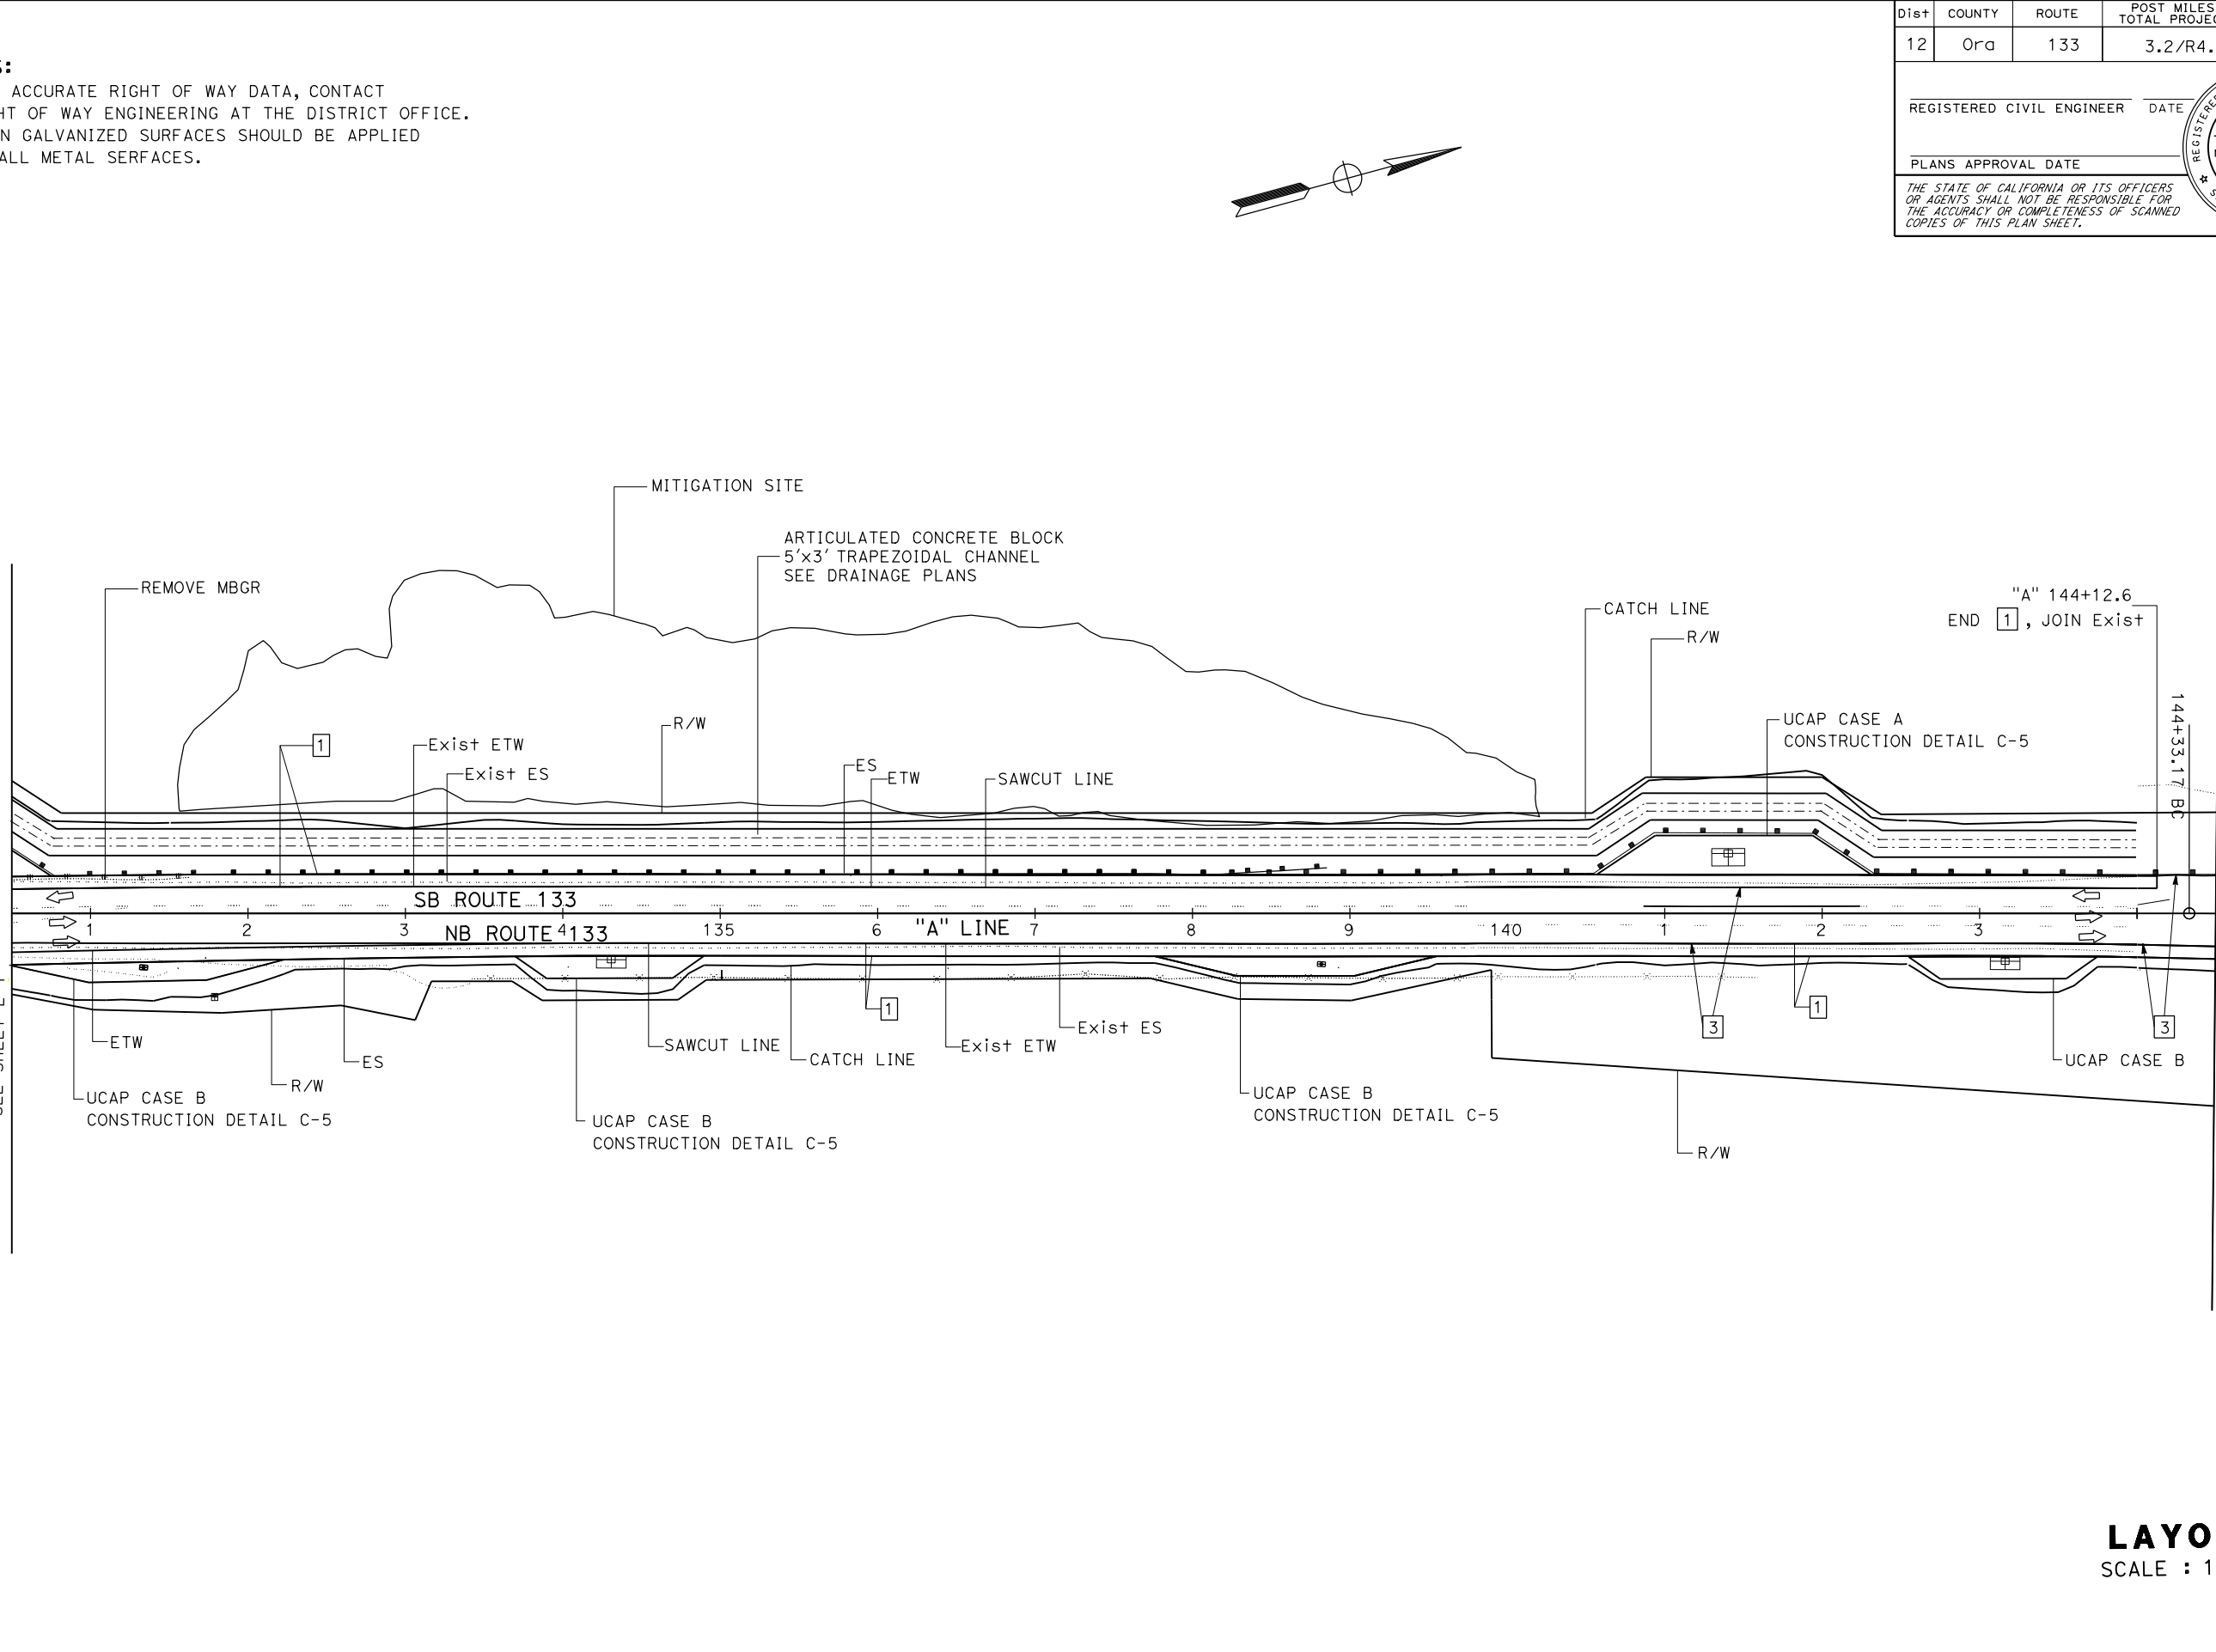 Dist COUNTY ROUTE POST MILES
TOTAL PROJEC
12 Ora 133 3.2/R4.
REGISTERED CIVIL ENGINEER DATE
PLANS APPROVAL DATE
THE STATE OF CALIFORNIA OR ITS OFFICERS
OR AGENTS SHALL NOT BE RESPONSIBLE FOR
THE ACCURACY OR COMPLETENESS OF SCANNED
COPIES OF THIS PLAN SHEET.
S:
ACCURATE RIGHT OF WAY DATA, CONTACT
HT OF WAY ENGINEERING AT THE DISTRICT OFFICE.
N GALVANIZED SURFACES SHOULD BE APPLIED
ALL METAL SERFACES.
MITIGATION SITE
ARTICULATED CONCRETE BLOCK
5'x3' TRAPEZOIDAL CHANNEL
SEE DRAINAGE PLANS
REMOVE MBGR
CATCH LINE
R/W
"A" 144+12.6
END 1, JOIN Exist
144+33.17 BC
R/W
UCAP CASE A
CONSTRUCTION DETAIL C-5
1
Exist ETW
Exist ES
ES
ETW
SAWCUT LINE
SB ROUTE 133
1 2 3 4 135 6 7 8 9 140 1 2 3
"A" LINE
NB ROUTE 133
1
3
1
3
ETW
ES
R/W
SAWCUT LINE
CATCH LINE
Exist ETW
Exist ES
UCAP CASE B
UCAP CASE B
CONSTRUCTION DETAIL C-5
UCAP CASE B
CONSTRUCTION DETAIL C-5
UCAP CASE B
CONSTRUCTION DETAIL C-5
R/W
LAYO
SCALE : 1